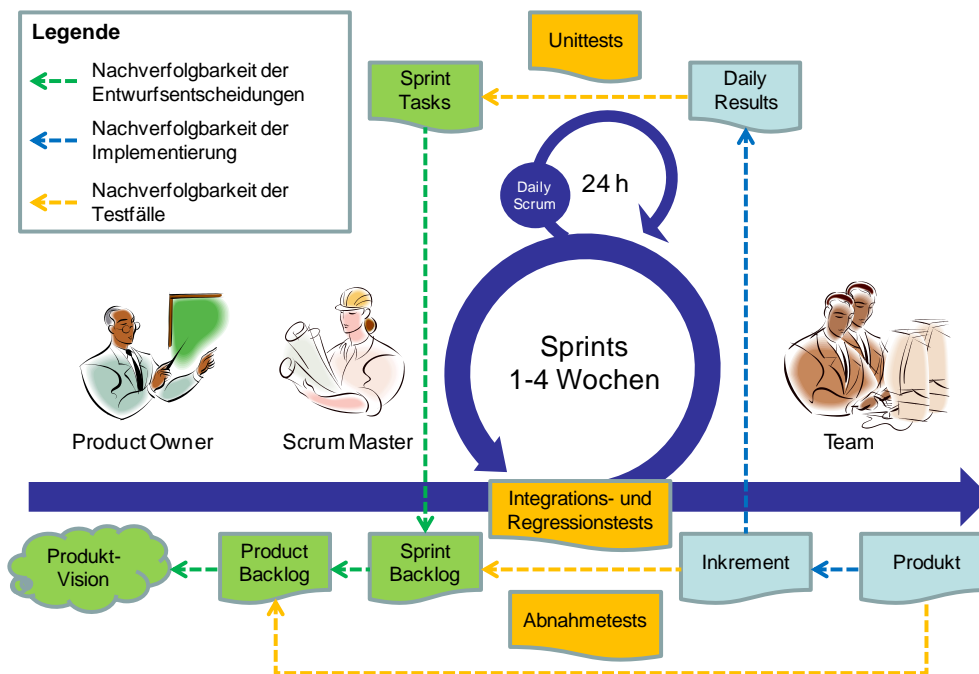 Legende
Nachverfolgbarkeit der
Entwurfsentscheidungen
Nachverfolgbarkeit der
Implementierung
Nachverfolgbarkeit der
Testfälle
Unittests
Sprint
Tasks
Daily
Results
Daily
Scrum
24 h
Sprints
1-4 Wochen
Product Owner
Scrum Master
Team
Integrations- und
Regressionstests
Produkt-
Vision
Product
Backlog
Sprint
Backlog
Inkrement
Produkt
Abnahmetests